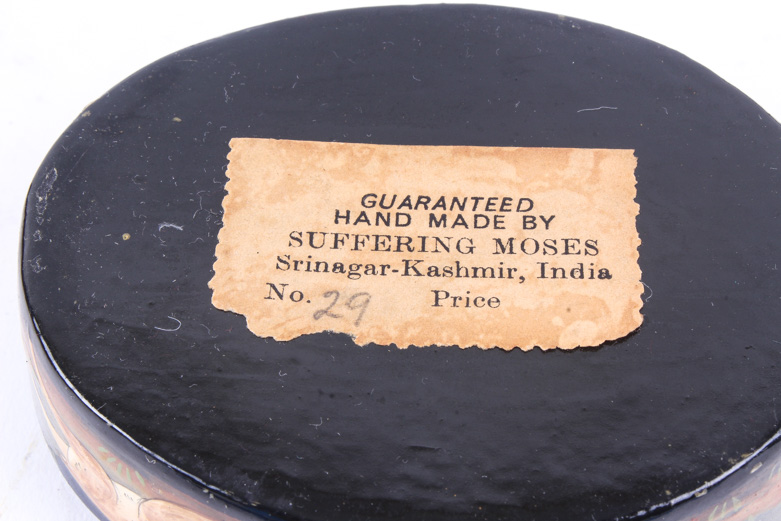 GUARANTEED
HAND MADE BY
SUFFERING MOSES
Srinagar-Kashmir, India
No. 29 Price